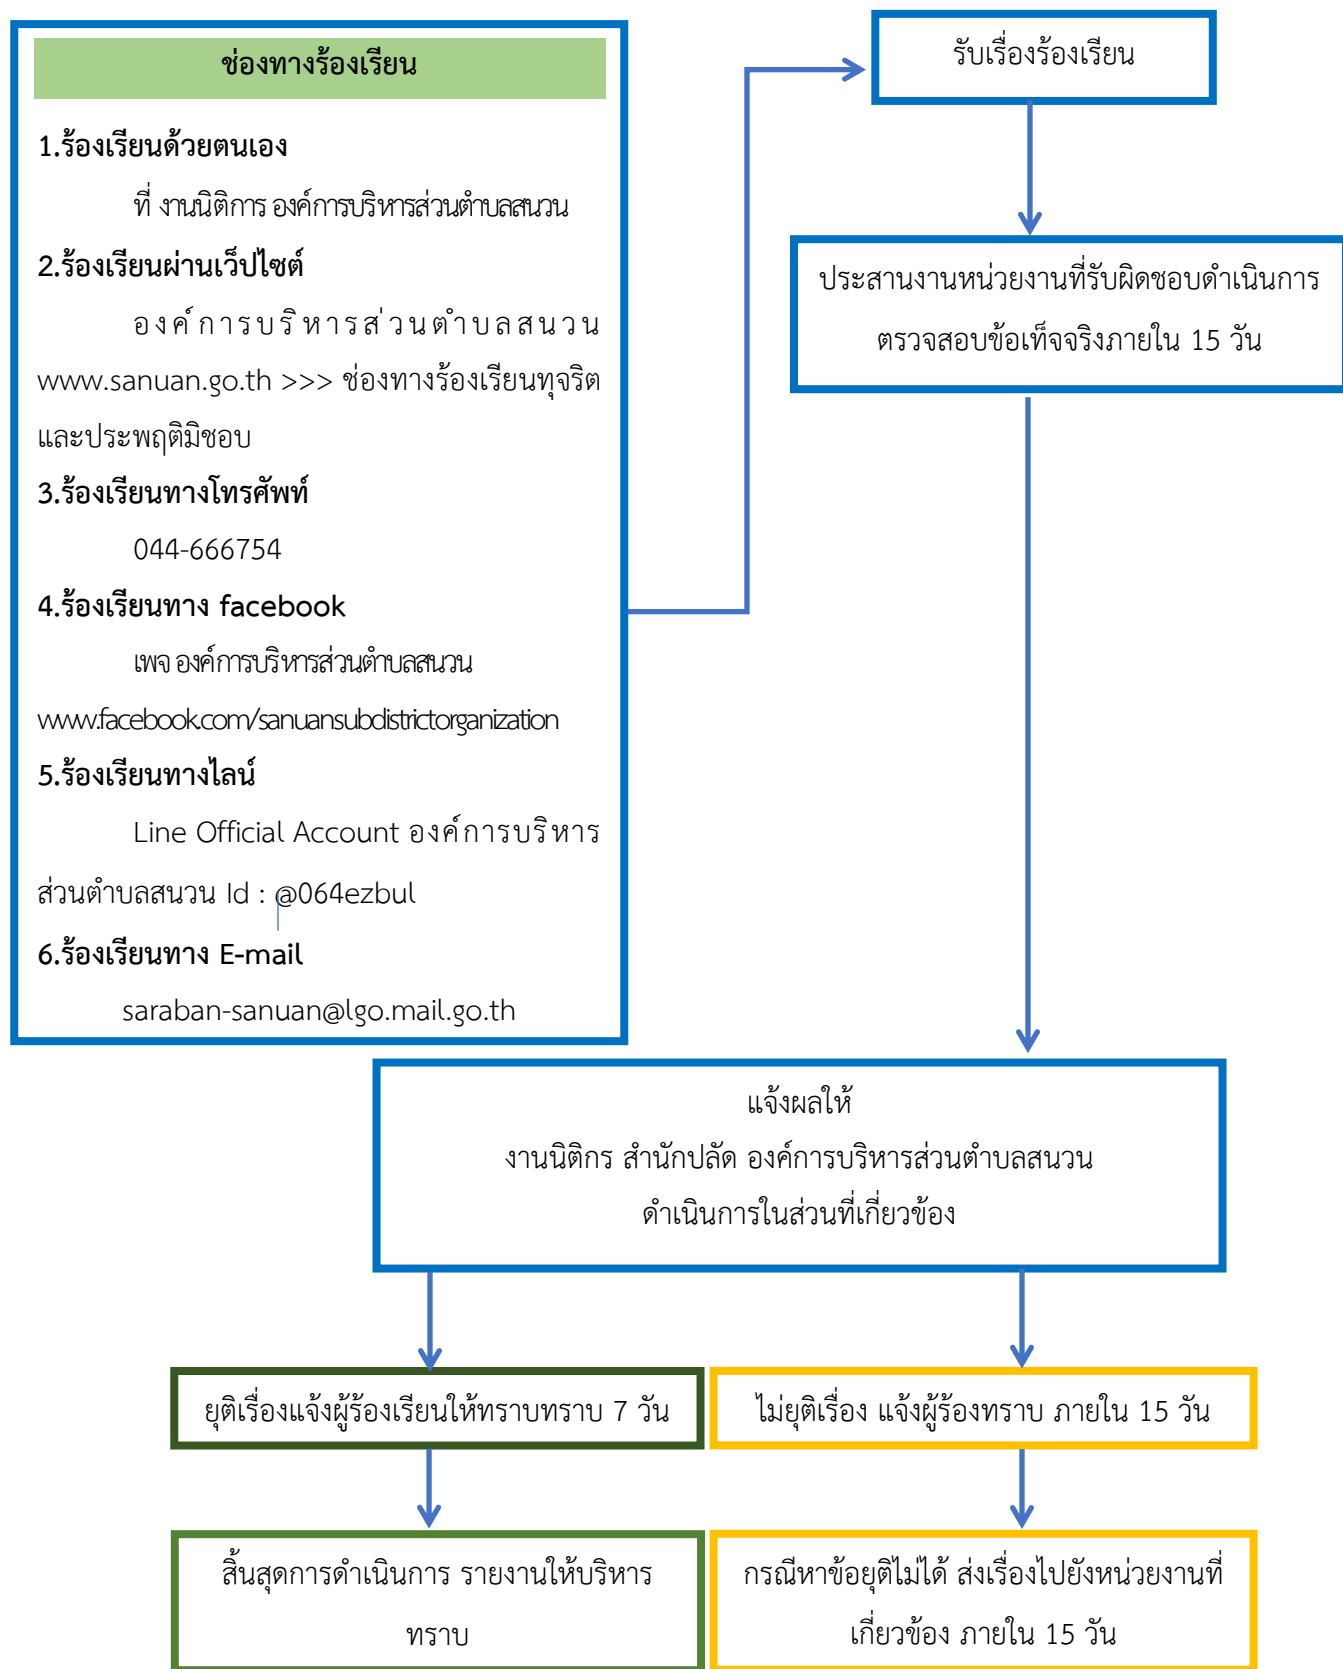 ช่องทางร้องเรียน
1.ร้องเรียนด้วยตนเอง
ที่ งานนิติการ องค์การบริหารส่วนตำบลสนวน
2.ร้องเรียนผ่านเว็ปไซต์
องค์การบริหารส่วนตำบลสนวน
www.sanuan.go.th >>> ช่องทางร้องเรียนทุจริต
และประพฤติมิชอบ
3.ร้องเรียนทางโทรศัพท์
044-666754
4.ร้องเรียนทาง facebook
เพจ องค์การบริหารส่วนตำบลสนวน
www.facebook.com/sanuansubdistrictorganization
5.ร้องเรียนทางไลน์
Line Official Account องค์การบริหาร
ส่วนตำบลสนวน Id : @064ezbul
6.ร้องเรียนทาง E-mail
saraban-sanuan@lgo.mail.go.th
รับเรื่องร้องเรียน
ประสานงานหน่วยงานที่รับผิดชอบดำเนินการ
ตรวจสอบข้อเท็จจริงภายใน 15 วัน
แจ้งผลให้
งานนิติกร สำนักปลัด องค์การบริหารส่วนตำบลสนวน
ดำเนินการในส่วนที่เกี่ยวข้อง
ยุติเรื่องแจ้งผู้ร้องเรียนให้ทราบทราบ 7 วัน
ไม่ยุติเรื่อง แจ้งผู้ร้องทราบ ภายใน 15 วัน
สิ้นสุดการดำเนินการ รายงานให้บริหาร
ทราบ
กรณีหาข้อยุติไม่ได้ ส่งเรื่องไปยังหน่วยงานที่
เกี่ยวข้อง ภายใน 15 วัน